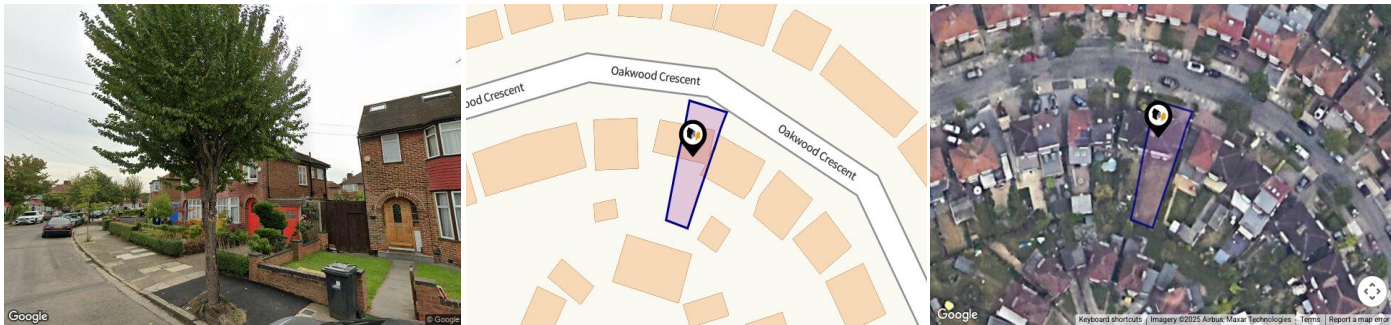 Google
© Google
ood Crescent
Oakwood Crescent
Oakwood Crescent
Google
Keyboard shortcuts
Imagery ©2025 Airbus, Maxar Technologies
Terms
Report a map error